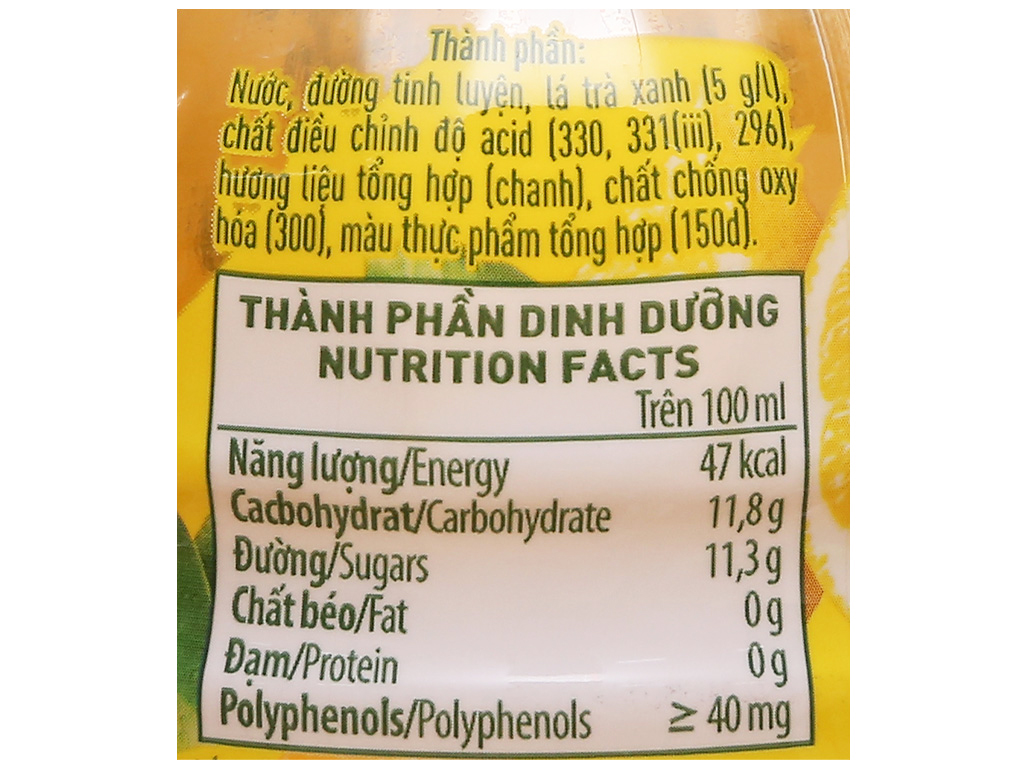 Thành phần:
Nước, đường tinh luyện, lá trà xanh (5 g/l),
chất điều chỉnh độ acid (330, 331(iii), 296),
hương liệu tổng hợp (chanh), chất chống oxy
hóa (300), màu thực phẩm tổng hợp (150d).
THÀNH PHẦN DINH DƯỠNG
NUTRITION FACTS
Trên 100 ml
Năng lượng/Energy 47 kcal
Cacbohydrat/Carbohydrate 11,8 g
Đường/Sugars 11,3 g
Chất béo/Fat 0 g
Đạm/Protein 0 g
Polyphenols/Polyphenols ≥ 40 mg